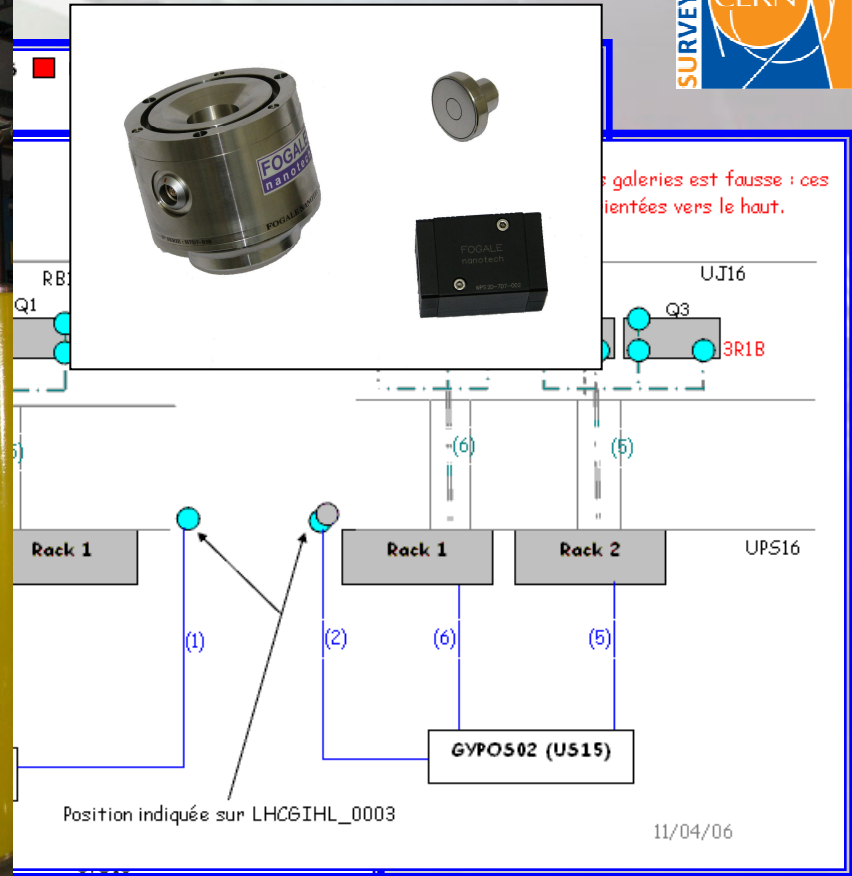 SURVEY
CERN
FOGALE
nanotech
FOGALE
nanotech
galeries est fausse : ces
ientées vers le haut.
UJ16
Q1
Q3
3R1B
(6)
(5)
Rack 1
Rack 1
Rack 2
UPS16
(1)
(2)
(6)
(5)
GYPOS02 (US15)
Position indiquée sur LHCGIHL_0003
11/04/06